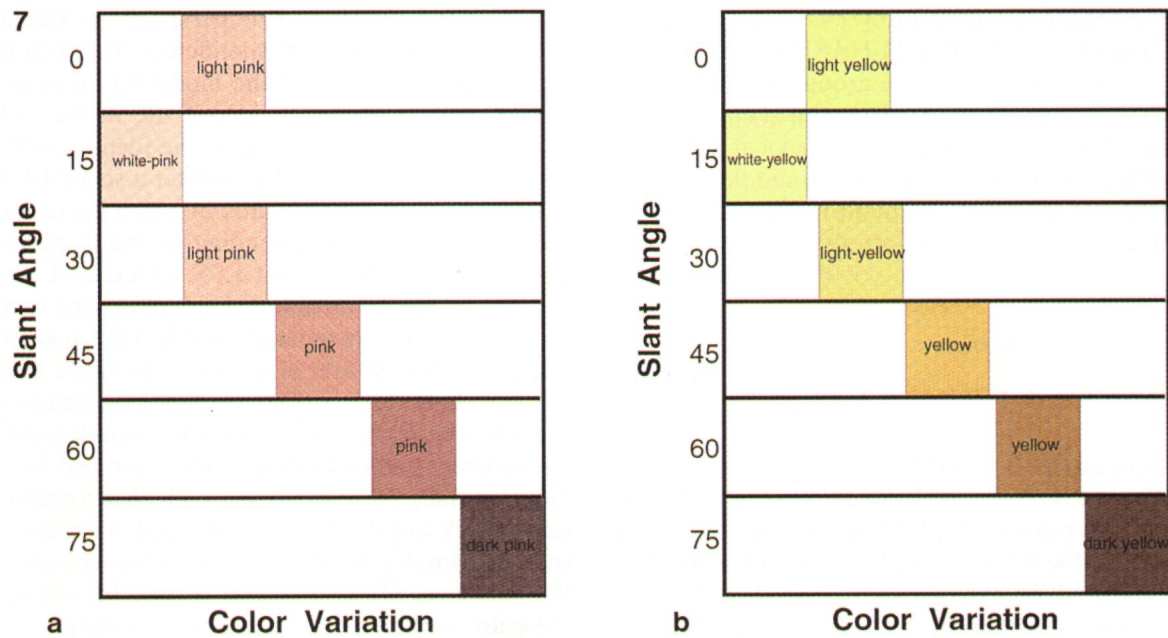 7
0
light pink
15
white-pink
30
light pink
45
pink
60
pink
75
dark pink
Slant Angle
a
Color Variation
0
light yellow
15
white-yellow
30
light-yellow
45
yellow
60
yellow
75
dark yellow
Slant Angle
b
Color Variation